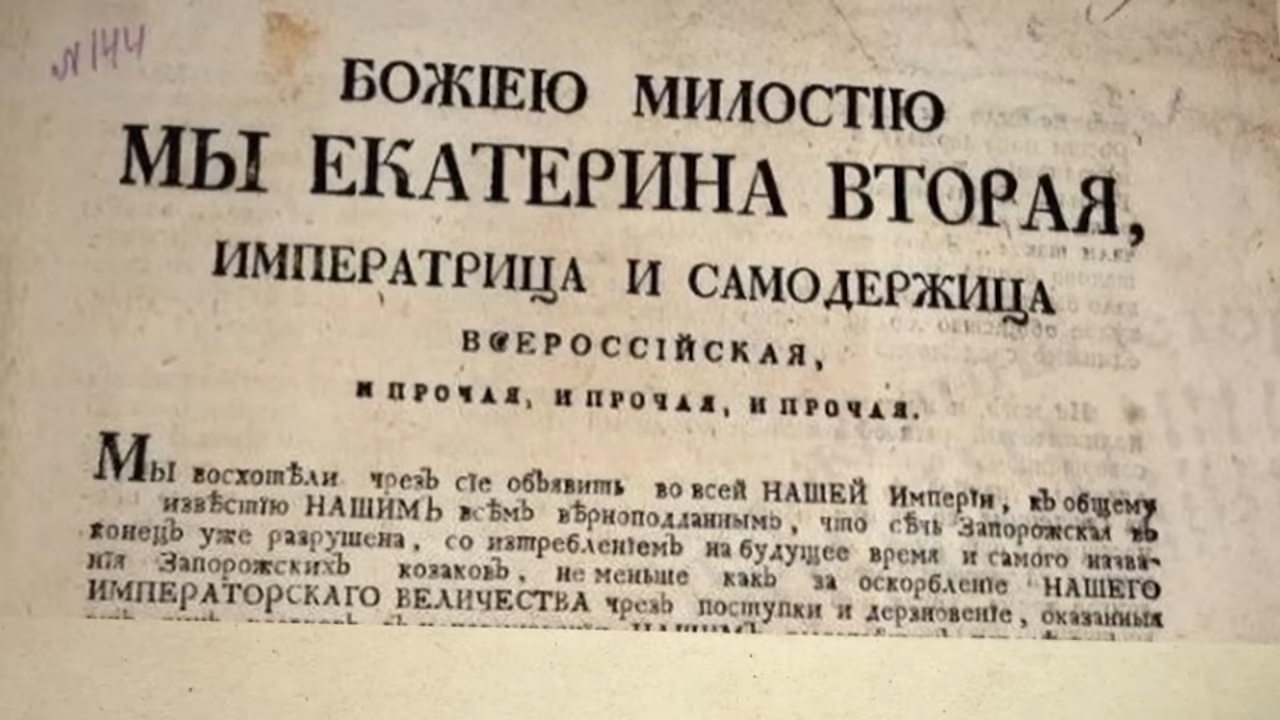 № 144
БОЖІЕЮ МИЛОСТІЮ
МЫ ЕКАТЕРИНА ВТОРАЯ,
ИМПЕРАТРИЦА И САМОДЕРЖИЦА
ВСЕРОССІЙСКАЯ,
И ПРОЧАЯ, И ПРОЧАЯ, И ПРОЧАЯ.
Мы восхотѣли чрезъ сіе объявить во всей НАШЕЙ Имперіи, къ общему
извѣстію НАШИМЪ всѣмъ вѣрноподданнымъ, что сѣчь Запорожская въ
конецъ уже разрушена, со изтребленіемъ на будущее время и самого назва-
нія Запорожскихъ козаковъ, не меньше какъ за оскорбленіе НАШЕГО
ИМПЕРАТОРСКАГО ВЕЛИЧЕСТВА чрезъ поступки и дерзновеніе, оказанныя